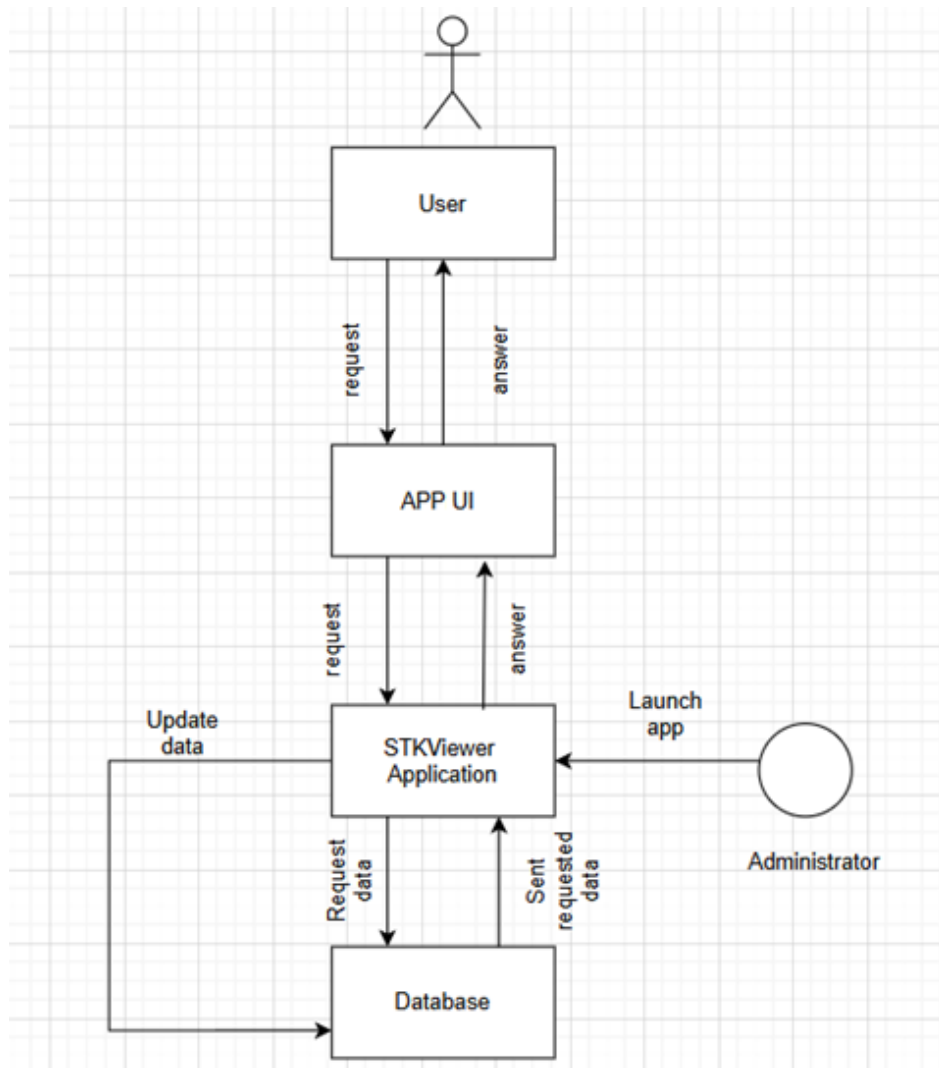 User
request
answer
APP UI
request
answer
Update
data
STKViewer
Application
Launch
app
Administrator
Request
data
Sent
requested
data
Database